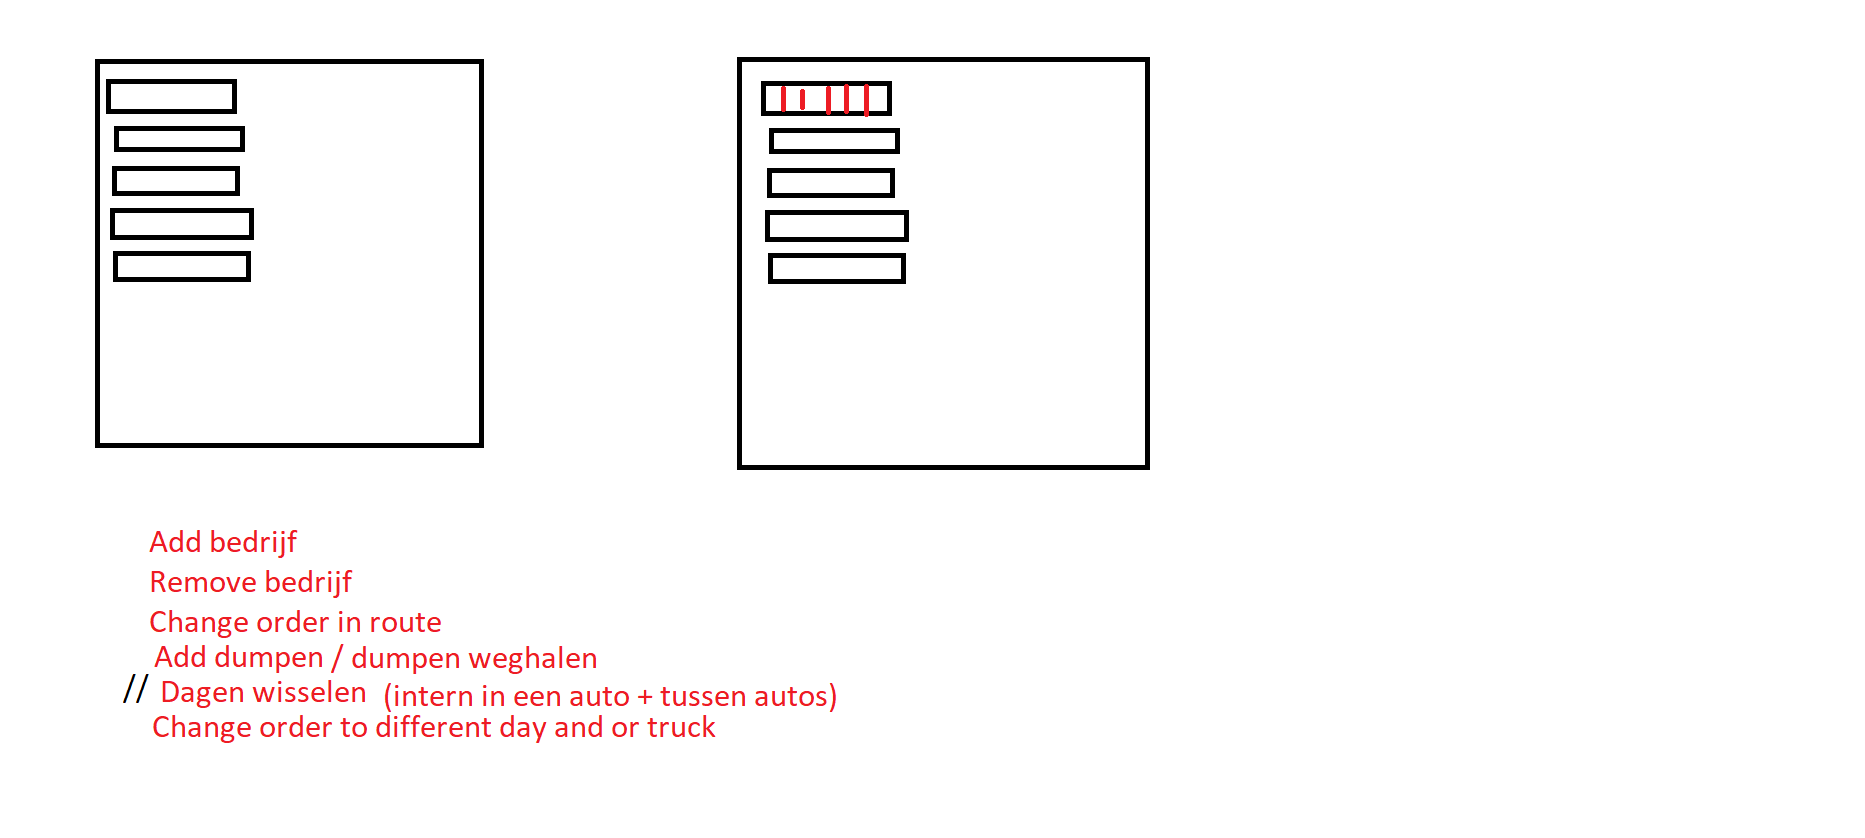 Add bedrijf
Remove bedrijf
Change order in route
Add dumpen / dumpen weghalen
// Dagen wisselen (intern in een auto + tussen autos)
Change order to different day and or truck